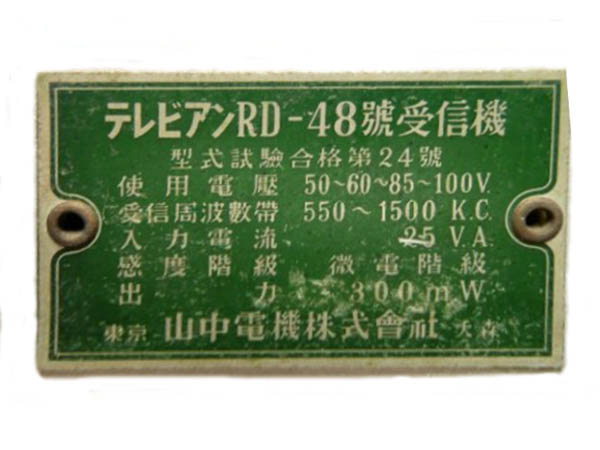 テレビアンRD-48號受信機
型式試驗合格第24號
使用電壓 50~60~85~100V.
受信周波數帶 550~1500 K.C.
入力電流 25 V.A.
感度階級 微電階級
出力 300mW.
東京 山中電機株式會社 大森